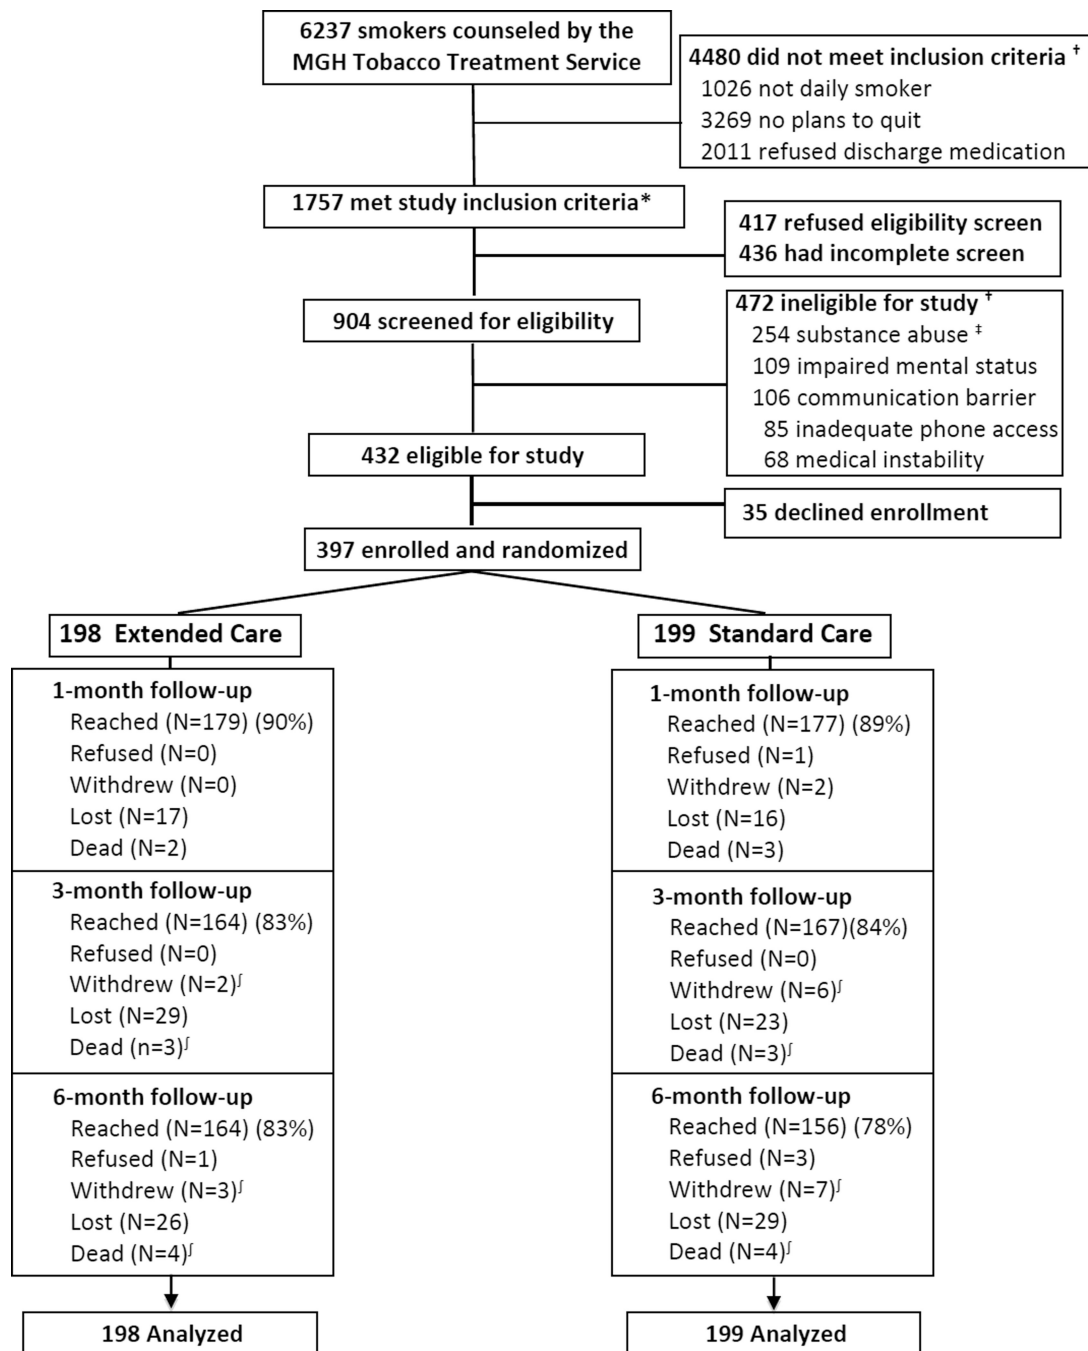 6237 smokers counseled by the
MGH Tobacco Treatment Service
4480 did not meet inclusion criteria †
1026 not daily smoker
3269 no plans to quit
2011 refused discharge medication
1757 met study inclusion criteria*
417 refused eligibility screen
436 had incomplete screen
904 screened for eligibility
472 ineligible for study †
254 substance abuse ‡
109 impaired mental status
106 communication barrier
85 inadequate phone access
68 medical instability
432 eligible for study
35 declined enrollment
397 enrolled and randomized
198 Extended Care
1-month follow-up
Reached (N=179) (90%)
Refused (N=0)
Withdrew (N=0)
Lost (N=17)
Dead (N=2)
3-month follow-up
Reached (N=164) (83%)
Refused (N=0)
Withdrew (N=2)∫
Lost (N=29)
Dead (n=3)∫
6-month follow-up
Reached (N=164) (83%)
Refused (N=1)
Withdrew (N=3)∫
Lost (N=26)
Dead (N=4)∫
198 Analyzed
199 Standard Care
1-month follow-up
Reached (N=177) (89%)
Refused (N=1)
Withdrew (N=2)
Lost (N=16)
Dead (N=3)
3-month follow-up
Reached (N=167)(84%)
Refused (N=0)
Withdrew (N=6)∫
Lost (N=23)
Dead (N=3)∫
6-month follow-up
Reached (N=156) (78%)
Refused (N=3)
Withdrew (N=7)∫
Lost (N=29)
Dead (N=4)∫
199 Analyzed